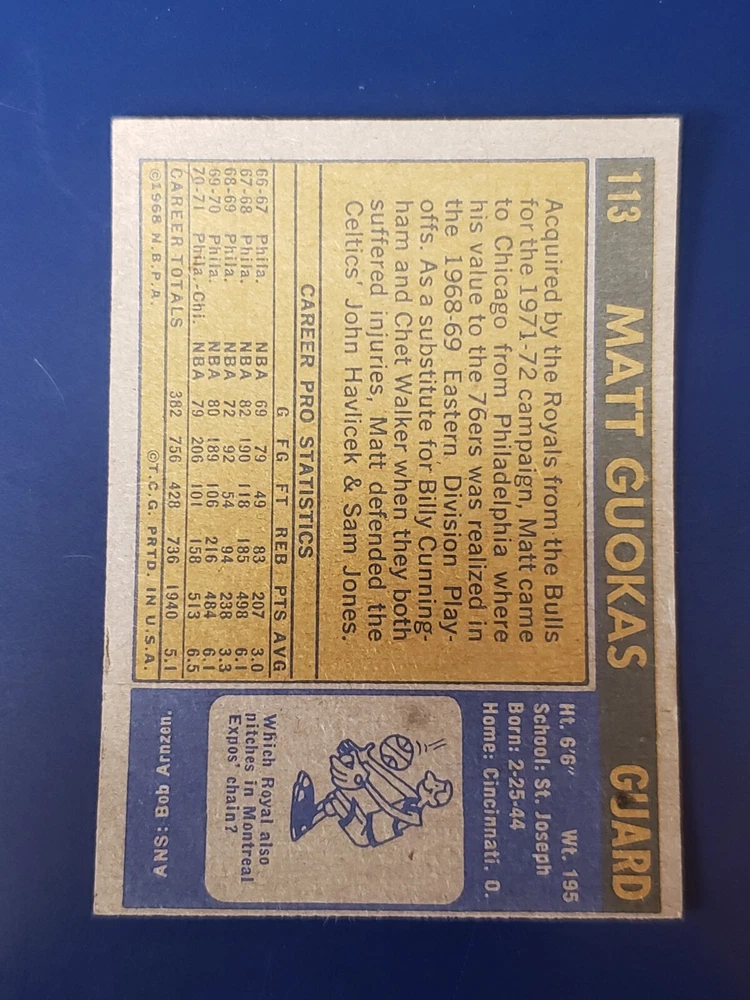 113 MATT GUOKAS GUARD
Acquired by the Royals from the Bulls
for the 1971-72 campaign, Matt came
to Chicago from Philadelphia where
his value to the 76ers was realized in
the 1968-69 Eastern Division Play-
offs. As a substitute for Billy Cunning-
ham and Chet Walker when they both
suffered injuries, Matt defended the
Celtics' John Havlicek & Sam Jones.
CAREER PRO STATISTICS
G FG FT REB PTS AVG
66-67 Phila. NBA 69 79 49 83 207 3.0
67-68 Phila. NBA 82 190 118 185 498 6.1
68-69 Phila. NBA 72 92 54 94 238 3.3
69-70 Phila. NBA 80 189 106 216 484 6.1
70-71 Phila.-Chi. NBA 79 206 101 158 513 6.5
CAREER TOTALS 382 756 428 736 1940 5.1
©1968 N.B.P.A. ©T.C.G. PRTD. IN U.S.A.
Ht. 6'6" Wt. 195
School: St. Joseph
Born: 2-25-44
Home: Cincinnati, O.
Which Royal also
pitches in Montreal
Expos' chain?
ANS: Bob Arnzen.